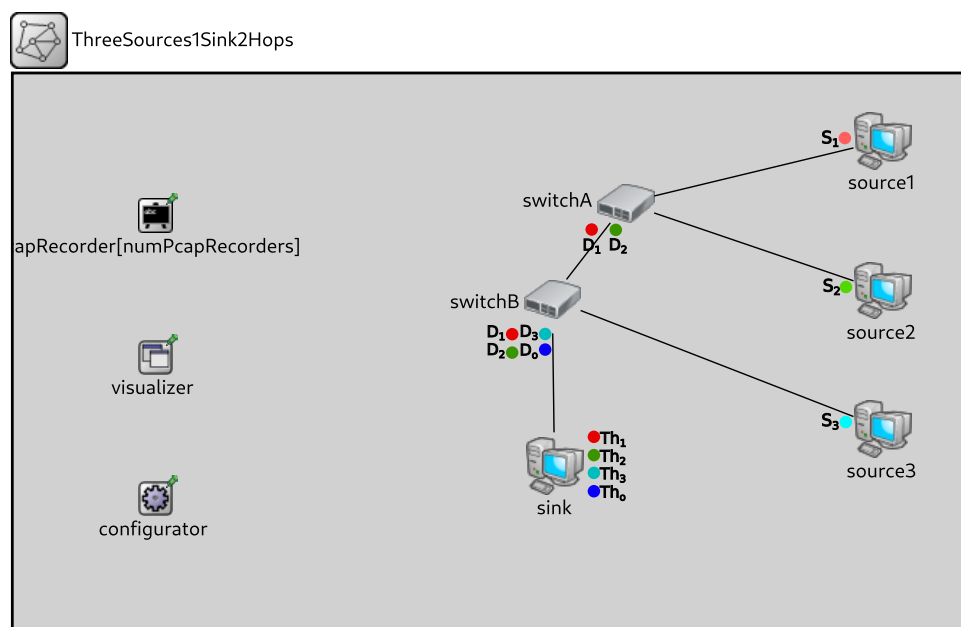 ThreeSources1Sink2Hops
S₁
source1
switchA
apRecorder[numPcapRecorders]
D₁ D₂
S₂
switchB
source2
D₁ D₃
D₂ Dₒ
visualizer
S₃
Th₁
Th₂
Th₃
Thₒ
source3
sink
configurator